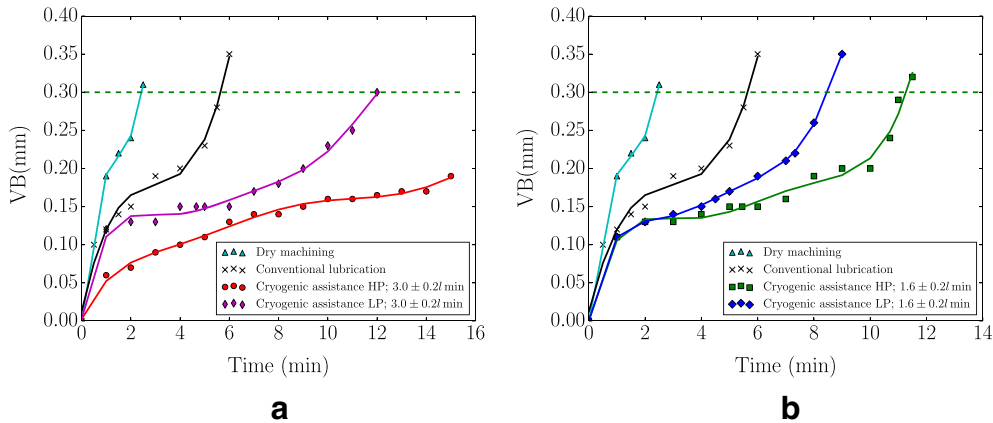 VB(mm)
0.40
0.35
0.30
0.25
0.20
0.15
0.10
0.05
0.00
Dry machining
Conventional lubrication
Cryogenic assistance HP; 3.0 ± 0.2l min
Cryogenic assistance LP; 3.0 ± 0.2l min
0 2 4 6 8 10 12 14 16
Time (min)
a
VB(mm)
0.40
0.35
0.30
0.25
0.20
0.15
0.10
0.05
0.00
Dry machining
Conventional lubrication
Cryogenic assistance HP; 1.6 ± 0.2l min
Cryogenic assistance LP; 1.6 ± 0.2l min
0 2 4 6 8 10 12 14
Time (min)
b